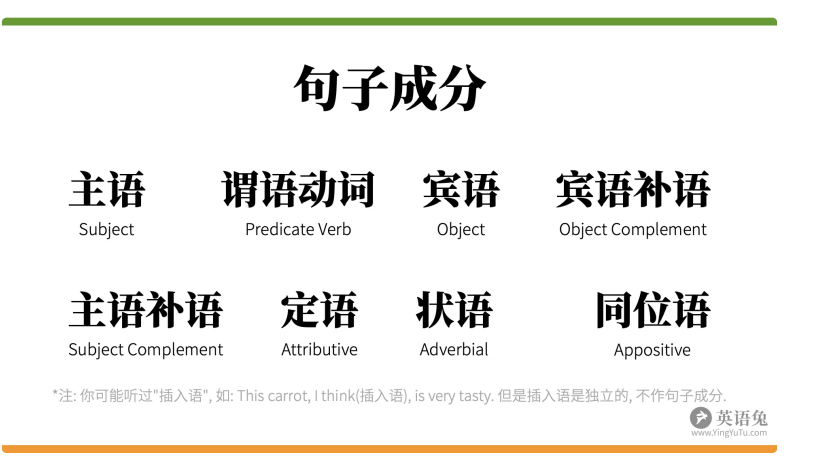 句子成分
主语 谓语动词 宾语 宾语补语
Subject Predicate Verb Object Object Complement
主语补语 定语 状语 同位语
Subject Complement Attributive Adverbial Appositive
*注: 你可能听过"插入语", 如: This carrot, I think(插入语), is very tasty. 但是插入语是独立的, 不作句子成分.
英语兔
www.YingYuTu.com